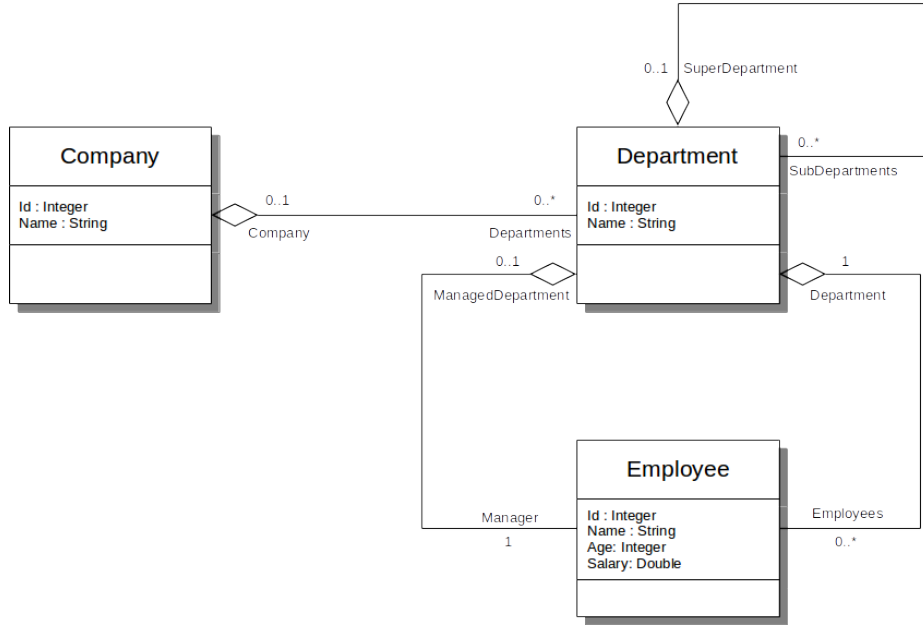 0..1
SuperDepartment
Company
Id : Integer
Name : String
0..1
Company
0..*
Departments
Department
Id : Integer
Name : String
0..*
SubDepartments
0..1
ManagedDepartment
1
Department
Employee
Id : Integer
Name : String
Age: Integer
Salary: Double
Manager
1
Employees
0..*